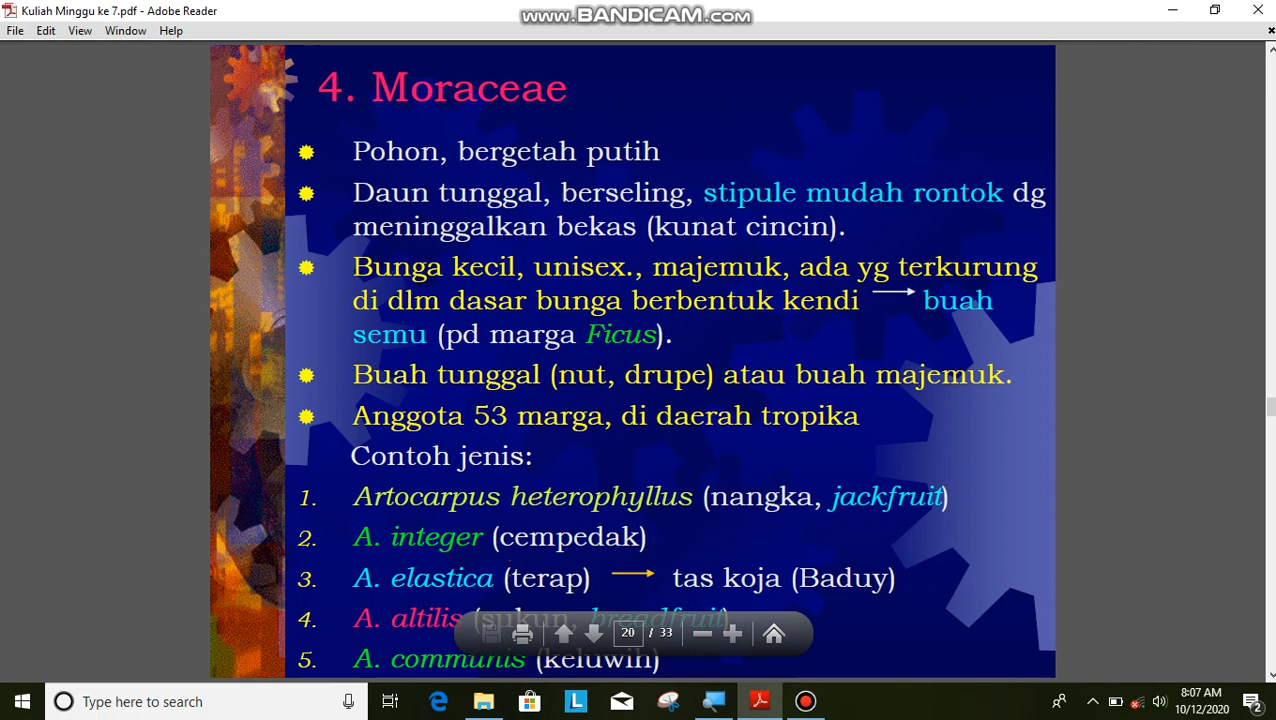 Kuliah Minggu ke 7.pdf - Adobe Reader
www.BANDICAM.com
File Edit View Window Help
4. Moraceae
Pohon, bergetah putih
Daun tunggal, berseling, stipule mudah rontok dg
meninggalkan bekas (kunat cincin).
Bunga kecil, unisex., majemuk, ada yg terkurung
di dlm dasar bunga berbentuk kendi buah
semu (pd marga Ficus).
Buah tunggal (nut, drupe) atau buah majemuk.
Anggota 53 marga, di daerah tropika
Contoh jenis:
1. Artocarpus heterophyllus (nangka, jackfruit)
2. A. integer (cempedak)
3. A. elastica (terap) → tas koja (Baduy)
4. A. altilis (sukun, breadfruit)
20 / 33
5. A. communis (keluwih)
Type here to search
8:07 AM
10/12/2020
2